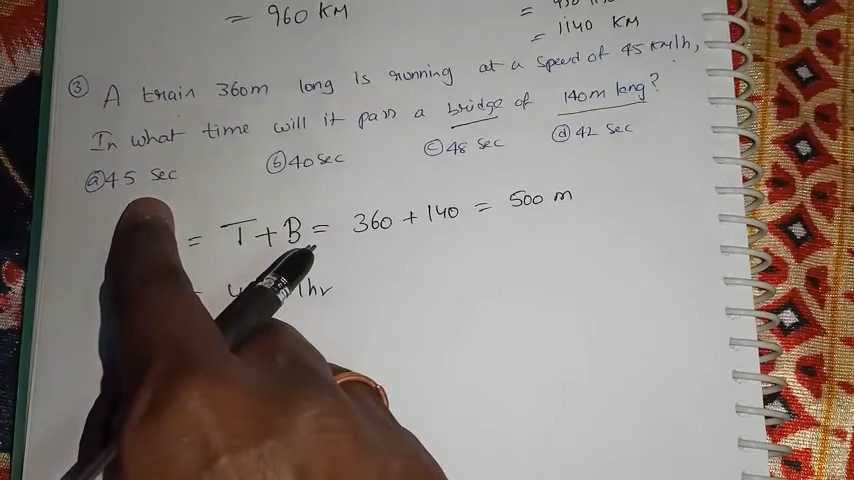 = 960 KM
= 1140 KM
③ A train 360m long is running at a speed of 45 KM/h,
In what time will it pass a bridge of 140m long?
ⓐ 45 sec ⓑ 40 sec ⓒ 48 sec ⓓ 42 sec
= T + B = 360 + 140 = 500 m